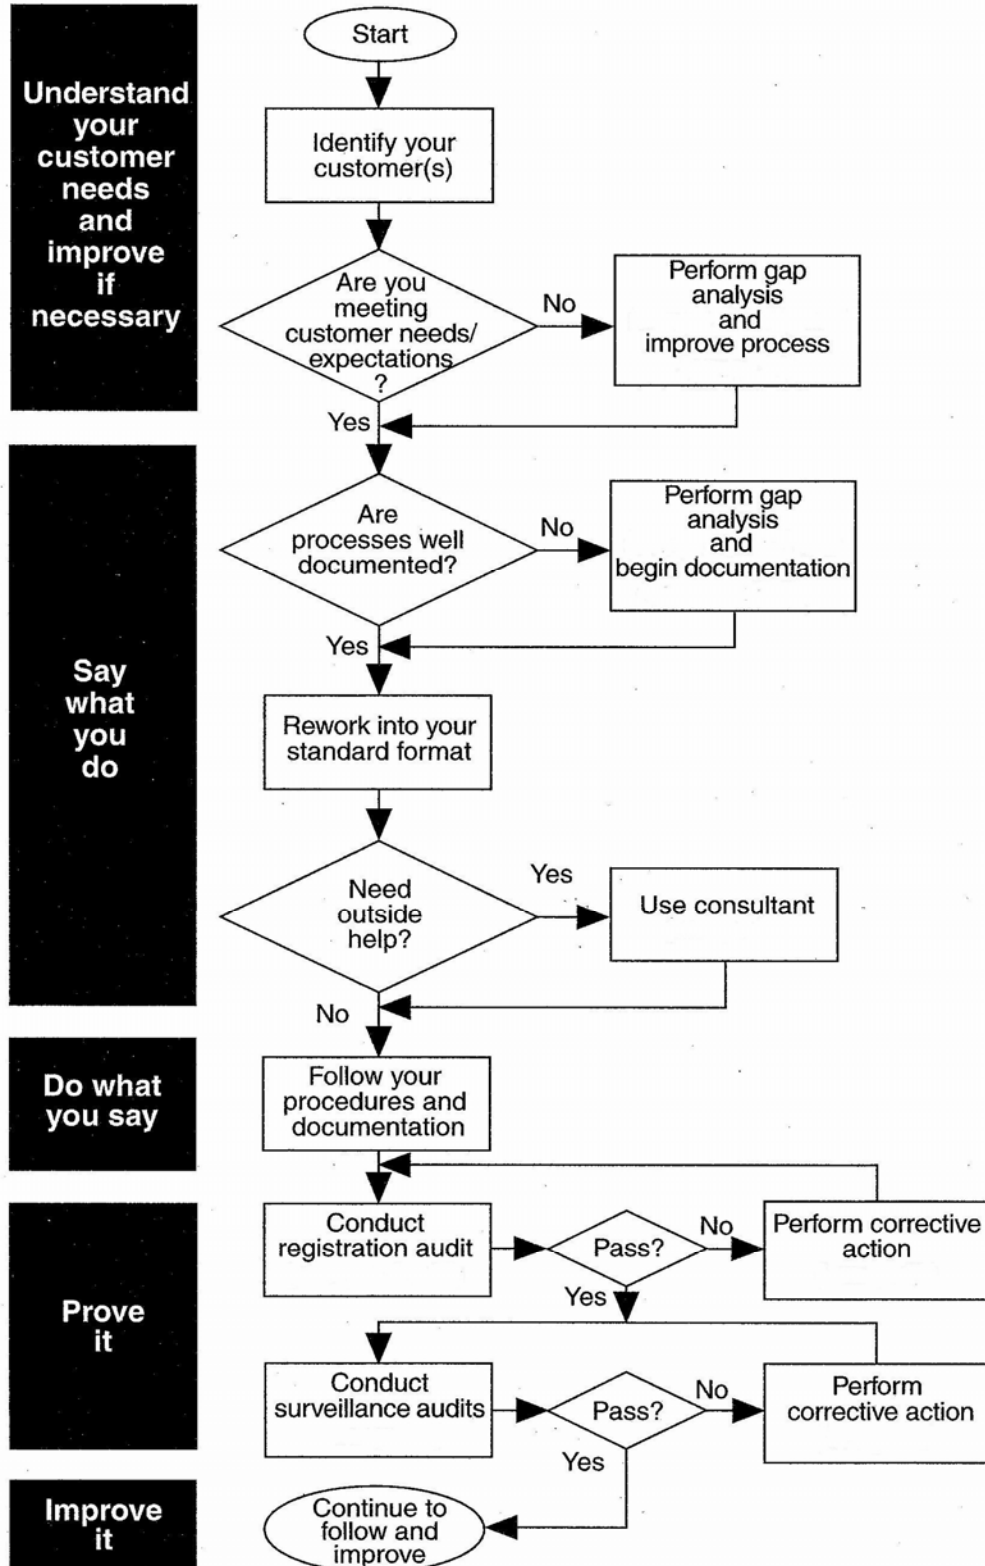 Start
Understand
your
customer
needs
and
improve
if
necessary
Identify your
customer(s)
Are you
meeting
customer needs/
expectations
?
No
Perform gap
analysis
and
improve process
Yes
Say
what
you
do
Are
processes well
documented?
No
Perform gap
analysis
and
begin documentation
Yes
Rework into your
standard format
Need
outside
help?
Yes
Use consultant
No
Do what
you say
Follow your
procedures and
documentation
Prove
it
Conduct
registration audit
Pass?
No
Perform corrective
action
Yes
Conduct
surveillance audits
Pass?
No
Perform
corrective action
Yes
Improve
it
Continue to
follow and
improve